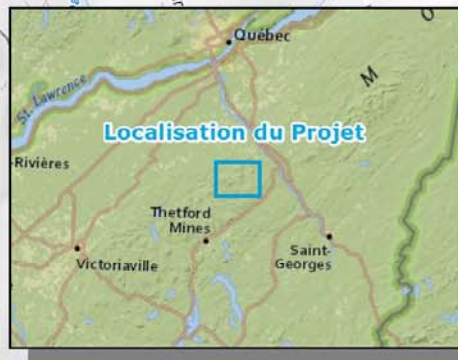 Québec
St. Lawrence
M
O
Localisation du Projet
-Rivières
Thetford
Mines
Saint-
Georges
Victoriaville